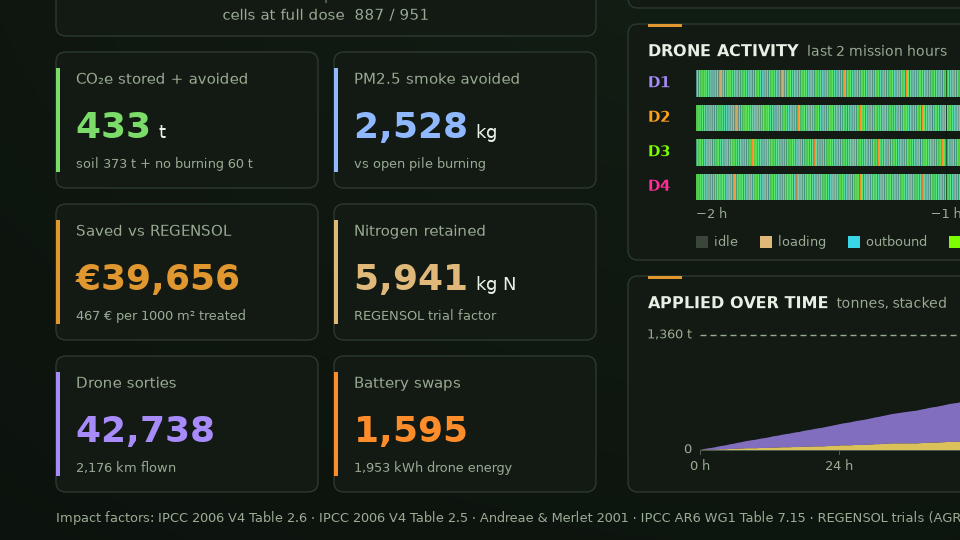 cells at full dose 887 / 951
CO₂e stored + avoided
433 t
soil 373 t + no burning 60 t
PM2.5 smoke avoided
2,528 kg
vs open pile burning
Saved vs REGENSOL
€39,656
467 € per 1000 m² treated
Nitrogen retained
5,941 kg N
REGENSOL trial factor
Drone sorties
42,738
2,176 km flown
Battery swaps
1,595
1,953 kWh drone energy
DRONE ACTIVITY last 2 mission hours
D1
D2
D3
D4
−2 h −1 h
idle loading outbound
APPLIED OVER TIME tonnes, stacked
1,360 t
0
0 h 24 h
Impact factors: IPCC 2006 V4 Table 2.6 · IPCC 2006 V4 Table 2.5 · Andreae & Merlet 2001 · IPCC AR6 WG1 Table 7.15 · REGENSOL trials (AGR